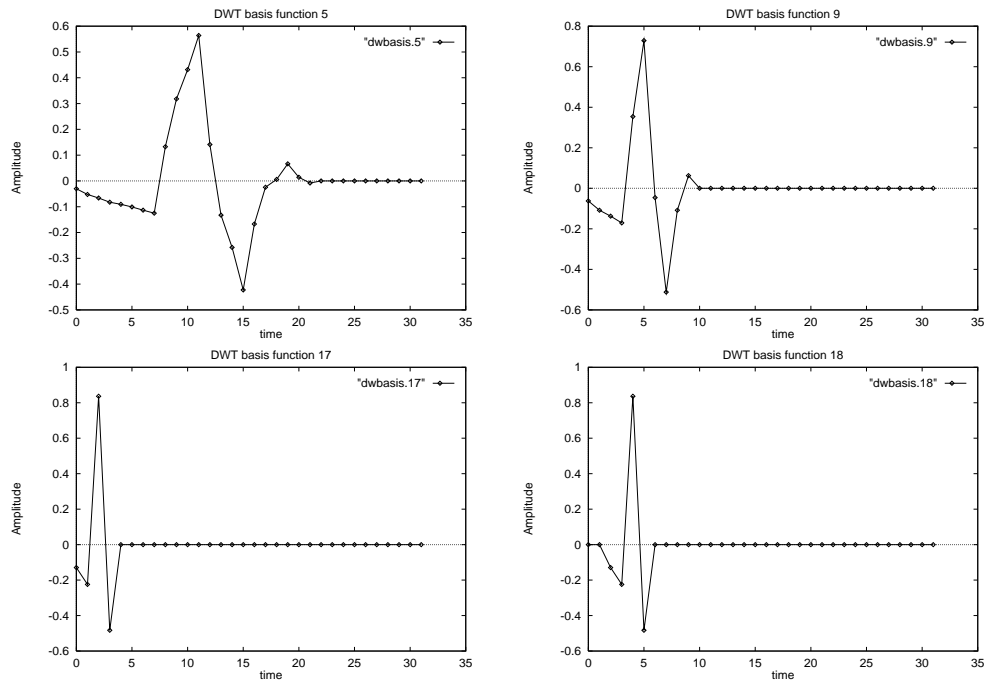 DWT basis function 5
"dwbasis.5"
0.6
0.5
0.4
0.3
0.2
0.1
0
-0.1
-0.2
-0.3
-0.4
-0.5
Amplitude
0 5 10 15 20 25 30 35
time
DWT basis function 9
"dwbasis.9"
0.8
0.6
0.4
0.2
0
-0.2
-0.4
-0.6
Amplitude
0 5 10 15 20 25 30 35
time
DWT basis function 17
"dwbasis.17"
1
0.8
0.6
0.4
0.2
0
-0.2
-0.4
-0.6
Amplitude
0 5 10 15 20 25 30 35
time
DWT basis function 18
"dwbasis.18"
1
0.8
0.6
0.4
0.2
0
-0.2
-0.4
-0.6
Amplitude
0 5 10 15 20 25 30 35
time